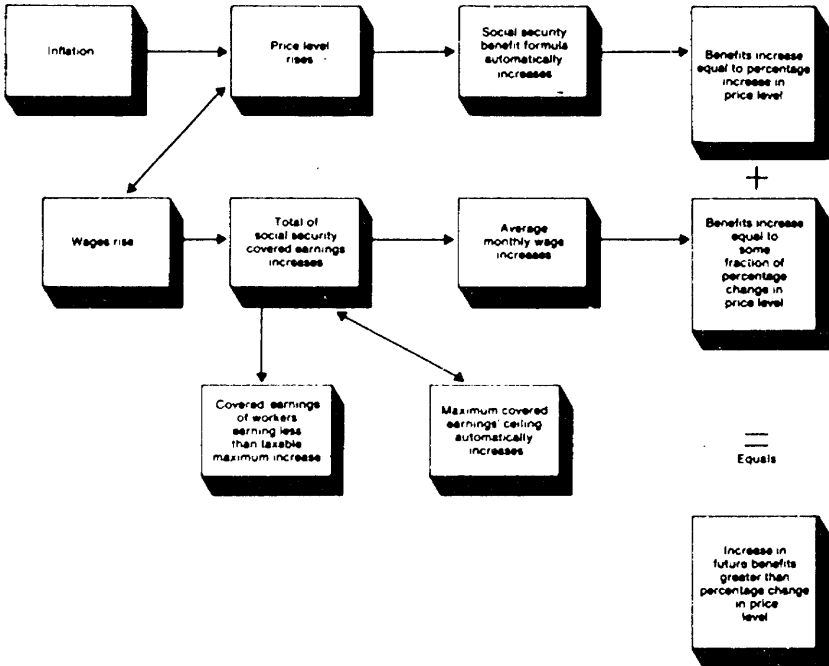 Inflation
Price level
rises
Social security
benefit formula
automatically
increases
Benefits increase
equal to percentage
increase in
price level
+
Wages rise
Total of
social security
covered earnings
increases
Average
monthly wage
increases
Benefits increase
equal to
some
fraction of
percentage
change in
price level
Covered earnings
of workers
earning less
than taxable
maximum increase
Maximum covered
earnings' ceiling
automatically
increases
=
Equals
Increase in
future benefits
greater than
percentage change
in price
level